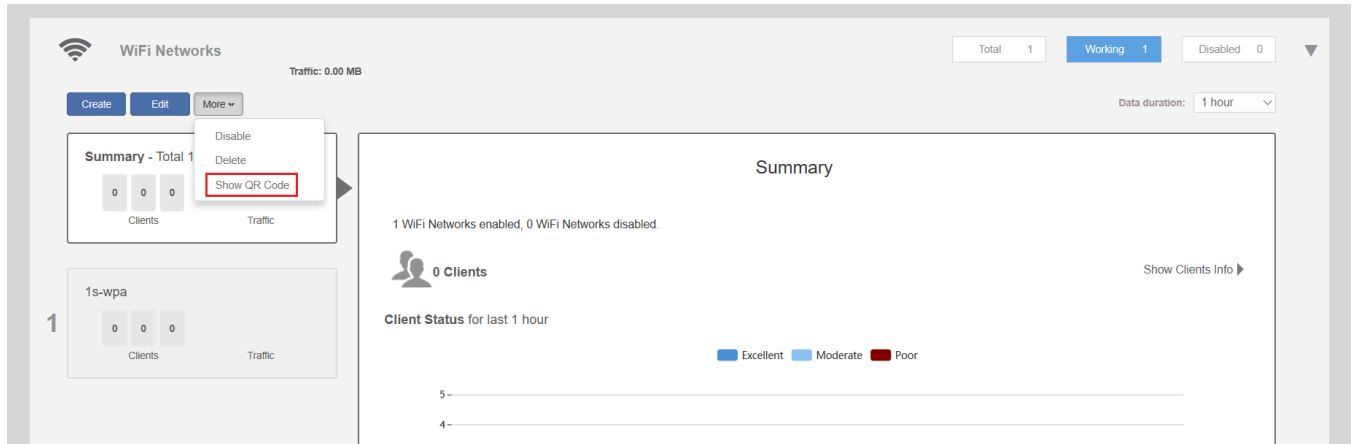 WiFi Networks
Traffic: 0.00 MB
Total 1
Working 1
Disabled 0
Create
Edit
More
Data duration: 1 hour
Disable
Delete
Show QR Code
Summary - Total 1
0 0 0
Clients
Traffic
1
1s-wpa
0 0 0
Clients
Traffic
Summary
1 WiFi Networks enabled, 0 WiFi Networks disabled.
0 Clients
Show Clients Info
Client Status for last 1 hour
Excellent
Moderate
Poor
5
4